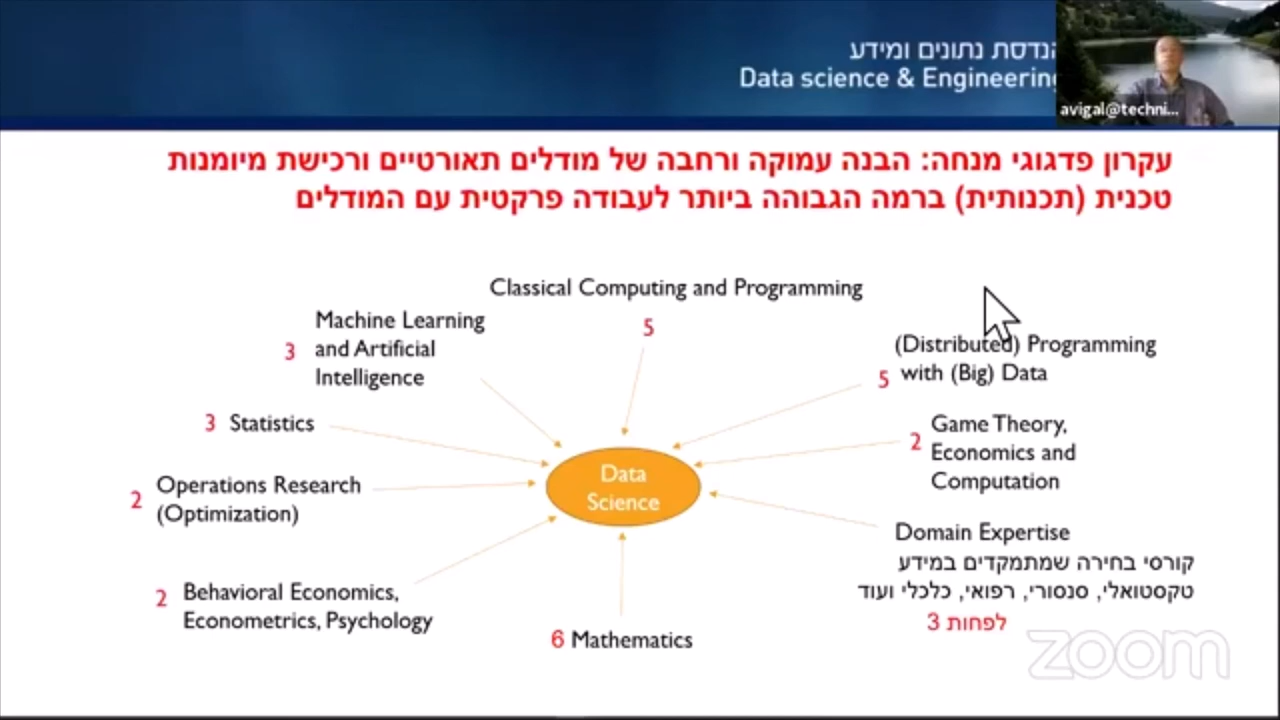 הנדסת נתונים ומידע
Data science & Engineering
avigal@techni...
עקרון פדגוגי מנחה: הבנה עמוקה ורחבה של מודלים תאורטיים ורכישת מיומנות
טכנית (תכנותית) ברמה הגבוהה ביותר לעבודה פרקטית עם המודלים
Classical Computing and Programming
5
Machine Learning
3 and Artificial
Intelligence
(Distributed) Programming
5 with (Big) Data
3 Statistics
Game Theory,
2 Economics and
Computation
Data
Science
2 Operations Research
(Optimization)
Domain Expertise
קורסי בחירה שמתמקדים במידע
טקסטואלי, סנסורי, רפואי, כלכלי ועוד
לפחות 3
2 Behavioral Economics,
Econometrics, Psychology
6 Mathematics
zoom